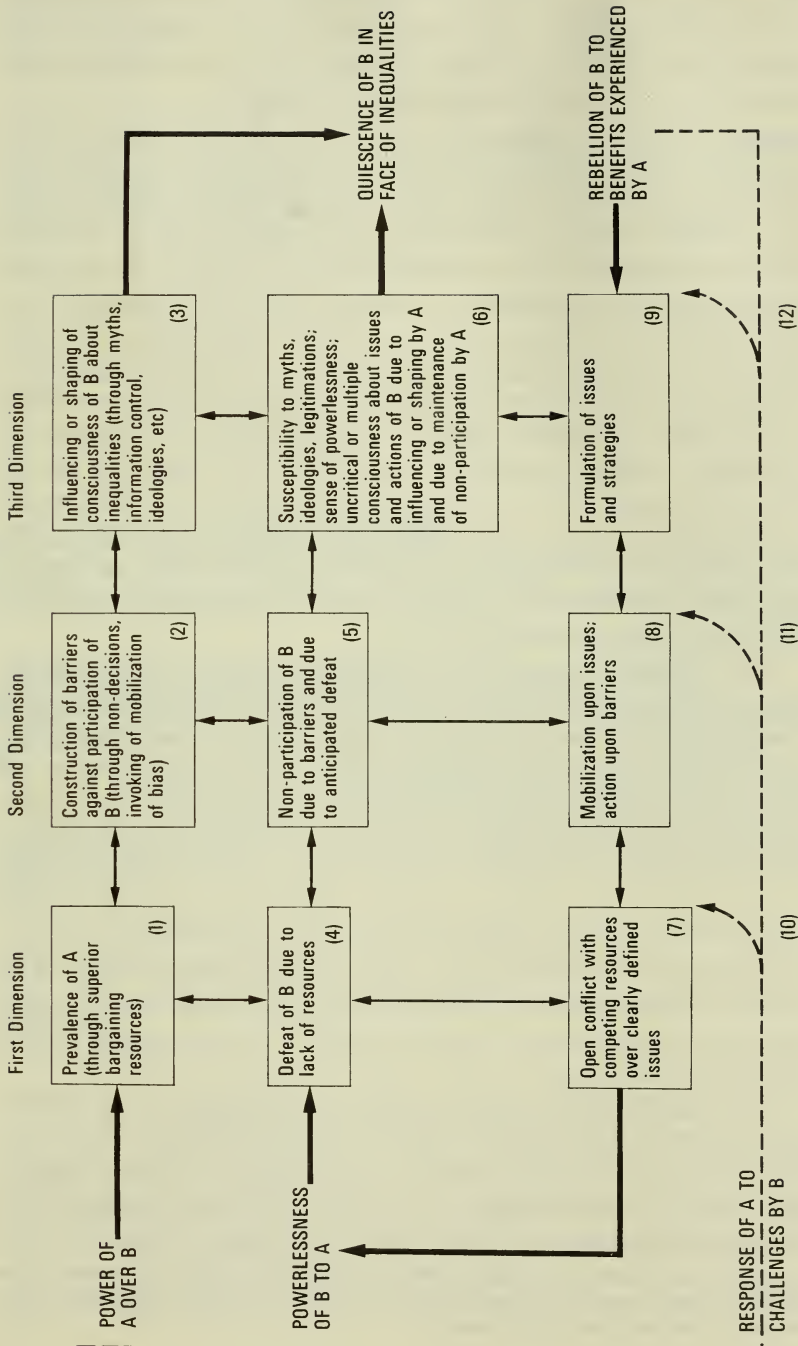 First Dimension
Second Dimension
Third Dimension
POWER OF
A OVER B
Prevalence of A
(through superior
bargaining
resources)
(1)
Construction of barriers
against participation of
B (through non-decisions,
invoking of mobilization
of bias)
(2)
Influencing or shaping of
consciousness of B about
inequalities (through myths,
information control,
ideologies, etc)
(3)
POWERLESSNESS
OF B TO A
Defeat of B due to
lack of resources
(4)
Non-participation of B
due to barriers and due
to anticipated defeat
(5)
Susceptibility to myths,
ideologies, legitimations;
sense of powerlessness;
uncritical or multiple
consciousness about issues
and actions of B due to
influencing or shaping by A
and due to maintenance
of non-participation by A
(6)
QUIESCENCE OF B IN
FACE OF INEQUALITIES
Open conflict with
competing resources
over clearly defined
issues
(7)
Mobilization upon issues;
action upon barriers
(8)
Formulation of issues
and strategies
(9)
REBELLION OF B TO
BENEFITS EXPERIENCED
BY A
RESPONSE OF A TO
CHALLENGES BY B
(10)
(11)
(12)